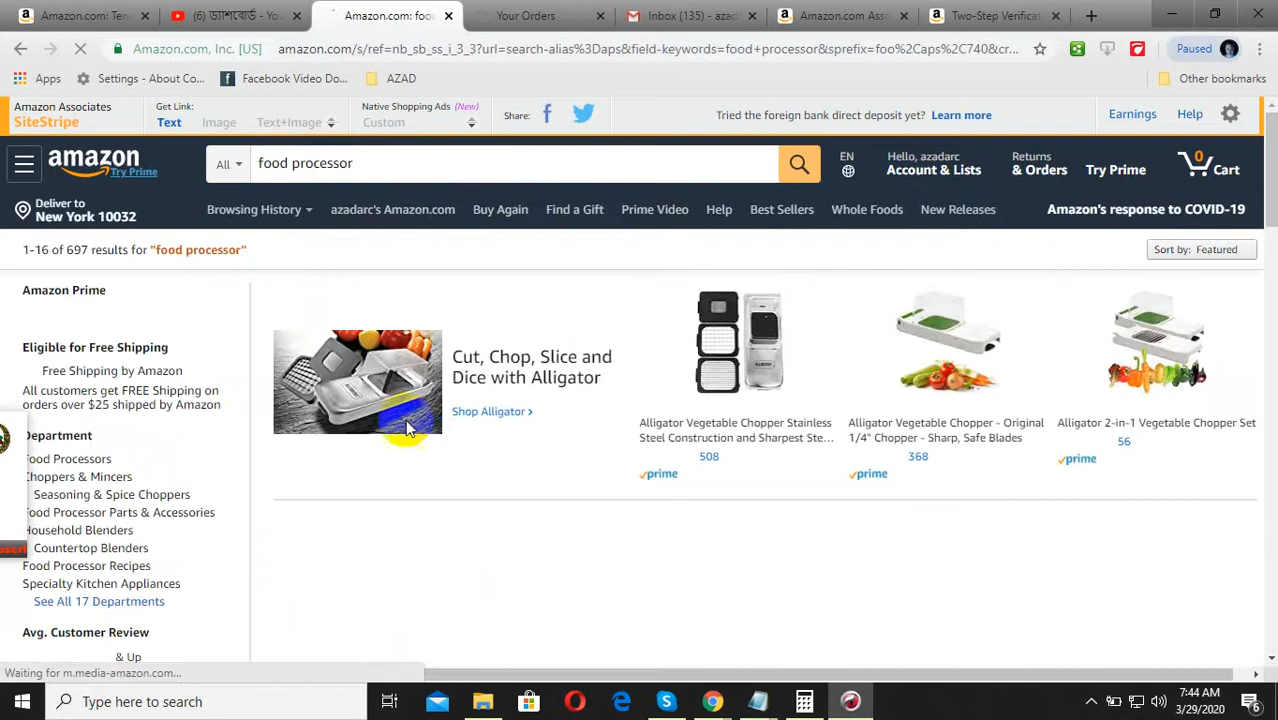 Amazon.com: Ten
(6) ড্যাশবোর্ড - You
Amazon.com: foo
Your Orders
Inbox (135) - azad
Amazon.com Ass
Two-Step Verificat
Amazon.com, Inc. [US]
amazon.com/s/ref=nb_sb_ss_i_3_3?url=search-alias%3Daps&field-keywords=food+processor&sprefix=foo%2Caps%2C740&cr...
Paused
Apps
Settings - About Co...
Facebook Video Do...
AZAD
Other bookmarks
Amazon Associates
SiteStripe
Get Link:
Text
Image
Text+Image
Native Shopping Ads (New)
Custom
Share:
Tried the foreign bank direct deposit yet? Learn more
Earnings
Help
amazon
Try Prime
All
food processor
EN
Hello, azadarc
Account & Lists
Returns
& Orders
Try Prime
0
Cart
Deliver to
New York 10032
Browsing History
azadarc's Amazon.com
Buy Again
Find a Gift
Prime Video
Help
Best Sellers
Whole Foods
New Releases
Amazon's response to COVID-19
1-16 of 697 results for "food processor"
Sort by: Featured
Amazon Prime
Eligible for Free Shipping
Free Shipping by Amazon
All customers get FREE Shipping on
orders over $25 shipped by Amazon
Department
Food Processors
Choppers & Mincers
Seasoning & Spice Choppers
Food Processor Parts & Accessories
Household Blenders
Countertop Blenders
Food Processor Recipes
Specialty Kitchen Appliances
See All 17 Departments
Avg. Customer Review
& Up
Cut, Chop, Slice and
Dice with Alligator
Shop Alligator ›
Alligator Vegetable Chopper Stainless
Steel Construction and Sharpest Ste...
508
prime
Alligator Vegetable Chopper - Original
1/4" Chopper - Sharp, Safe Blades
368
prime
Alligator 2-in-1 Vegetable Chopper Set
56
prime
Waiting for m.media-amazon.com...
Type here to search
7:44 AM
3/29/2020
6